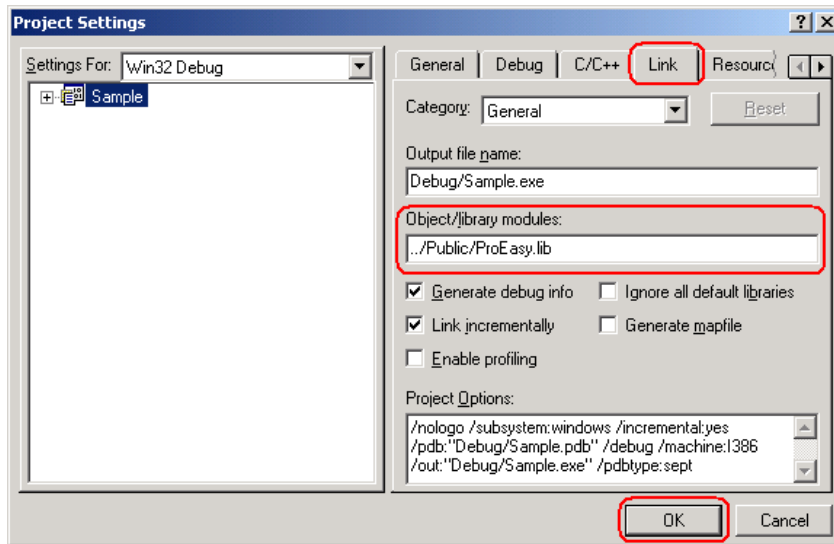 Project Settings
Settings For: Win32 Debug
Sample
General Debug C/C++ Link Resourc
Category: General Reset
Output file name:
Debug/Sample.exe
Object/library modules:
../Public/ProEasy.lib
Generate debug info Ignore all default libraries
Link incrementally Generate mapfile
Enable profiling
Project Options:
/nologo /subsystem:windows /incremental:yes
/pdb:"Debug/Sample.pdb" /debug /machine:I386
/out:"Debug/Sample.exe" /pdbtype:sept
OK Cancel